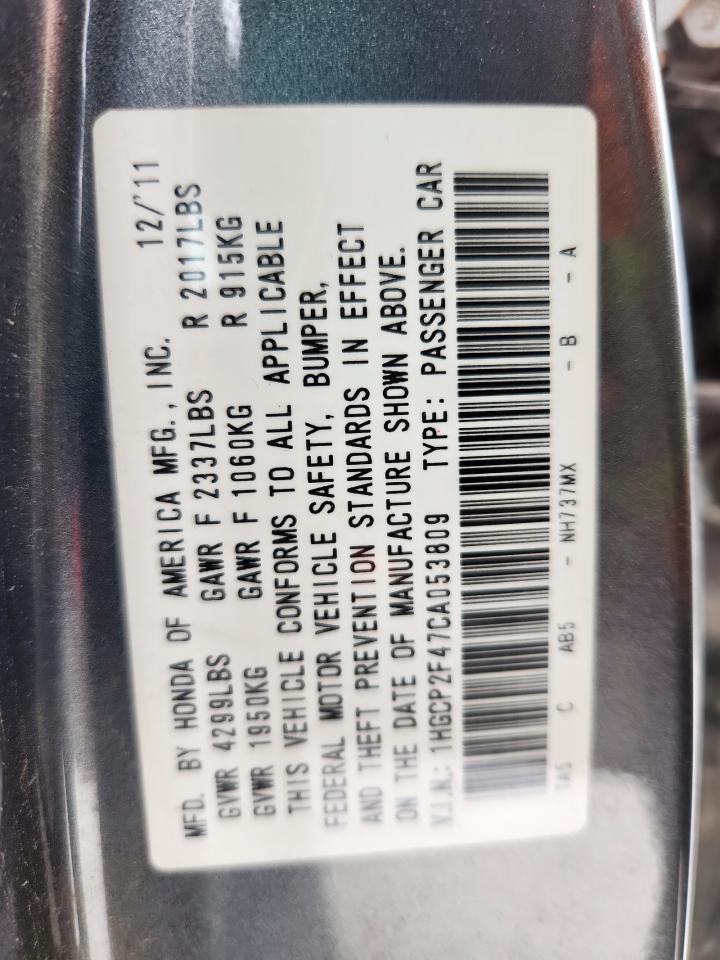 MFD. BY HONDA OF AMERICA MFG., INC. 12/'11
GVWR 4299LBS GAWR F 2337LBS R 2017LBS
GVWR 1950KG GAWR F 1060KG R 915KG
THIS VEHICLE CONFORMS TO ALL APPLICABLE
FEDERAL MOTOR VEHICLE SAFETY, BUMPER,
AND THEFT PREVENTION STANDARDS IN EFFECT
ON THE DATE OF MANUFACTURE SHOWN ABOVE.
V.I.N.: 1HGCP2F47CA053809 TYPE: PASSENGER CAR
TA5 C AB5 - NH737MX - B - A